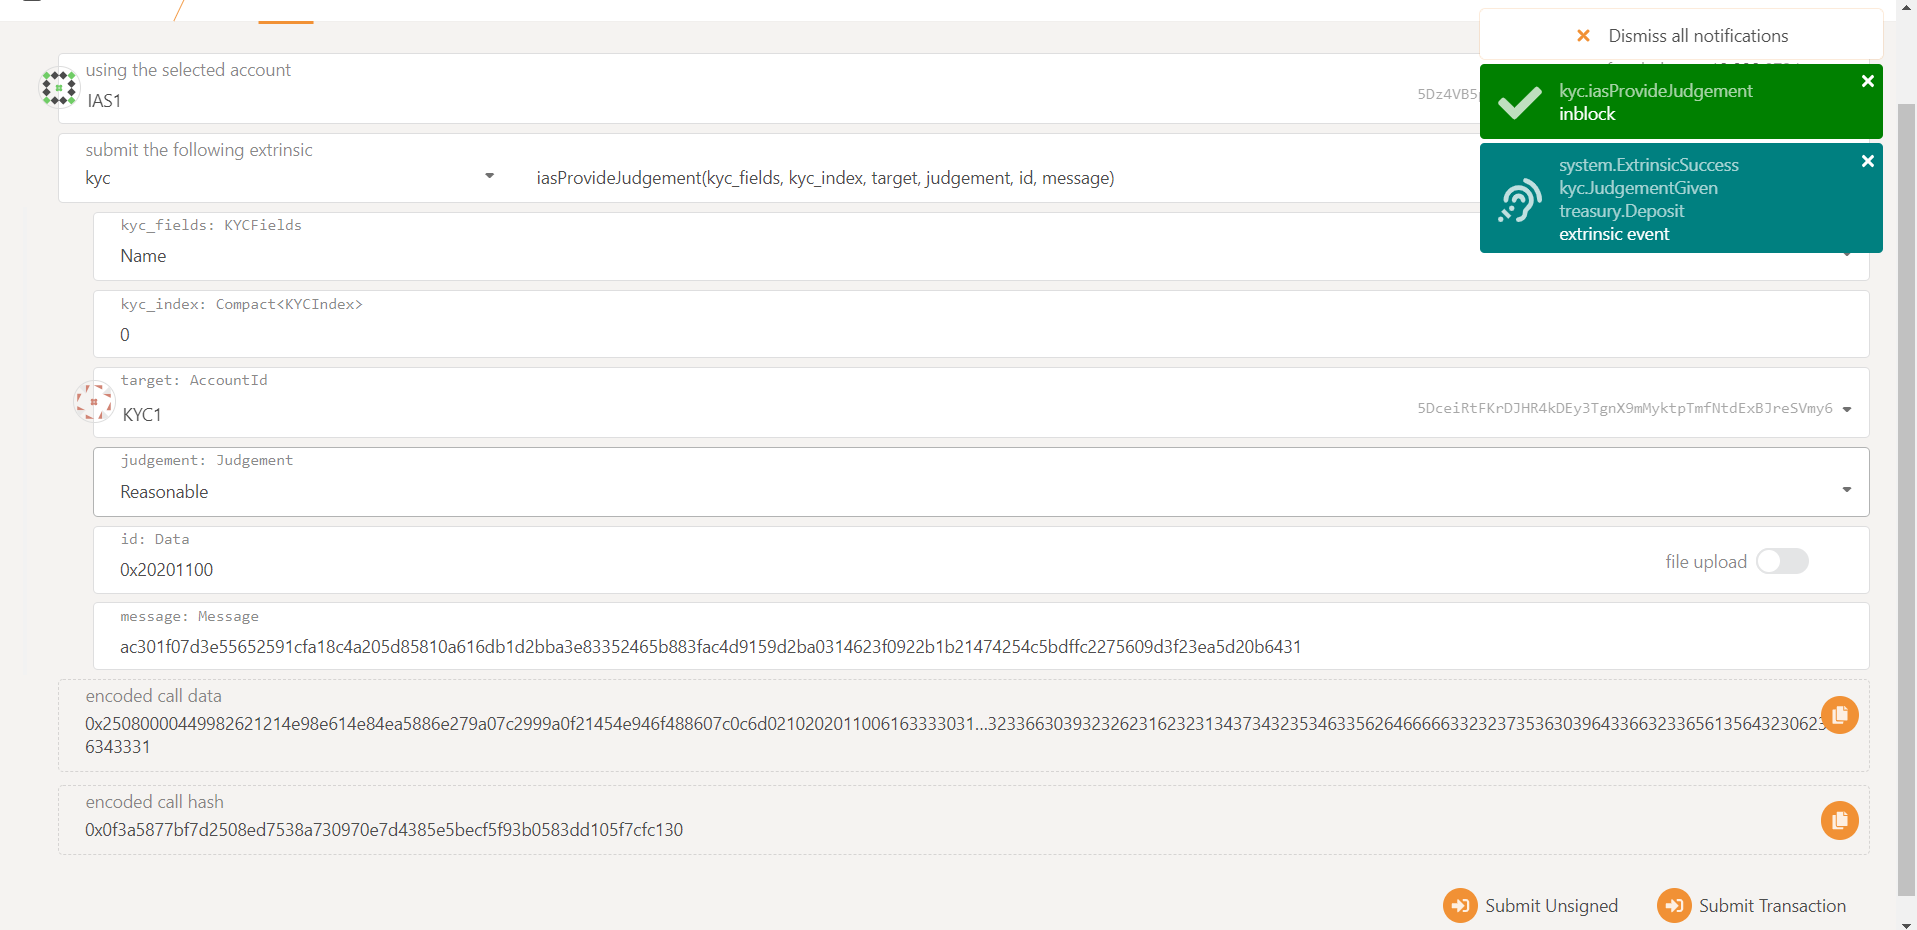 Dismiss all notifications
using the selected account
IAS1
5Dz4VB5
kyc.iasProvideJudgement
inblock
submit the following extrinsic
kyc
iasProvideJudgement(kyc_fields, kyc_index, target, judgement, id, message)
system.ExtrinsicSuccess
kyc.JudgementGiven
treasury.Deposit
extrinsic event
kyc_fields: KYCFields
Name
kyc_index: Compact<KYCIndex>
0
target: AccountId
KYC1
5DceiRtFKrDJHR4kDEy3TgnX9mMyktpTmfNtdExBJreSVmy6
judgement: Judgement
Reasonable
id: Data
0x20201100
file upload
message: Message
ac301f07d3e55652591cfa18c4a205d85810a616db1d2bba3e83352465b883fac4d9159d2ba0314623f0922b1b21474254c5bdffc2275609d3f23ea5d20b6431
encoded call data
0x25080000449982621214e98e614e84ea5886e279a07c2999a0f21454e946f488607c0c6d0210202011006163333031...32336630393232623162323134373432353463356264666663323237353630396433663233656135643230623
6343331
encoded call hash
0x0f3a5877bf7d2508ed7538a730970e7d4385e5becf5f93b0583dd105f7cfc130
Submit Unsigned
Submit Transaction